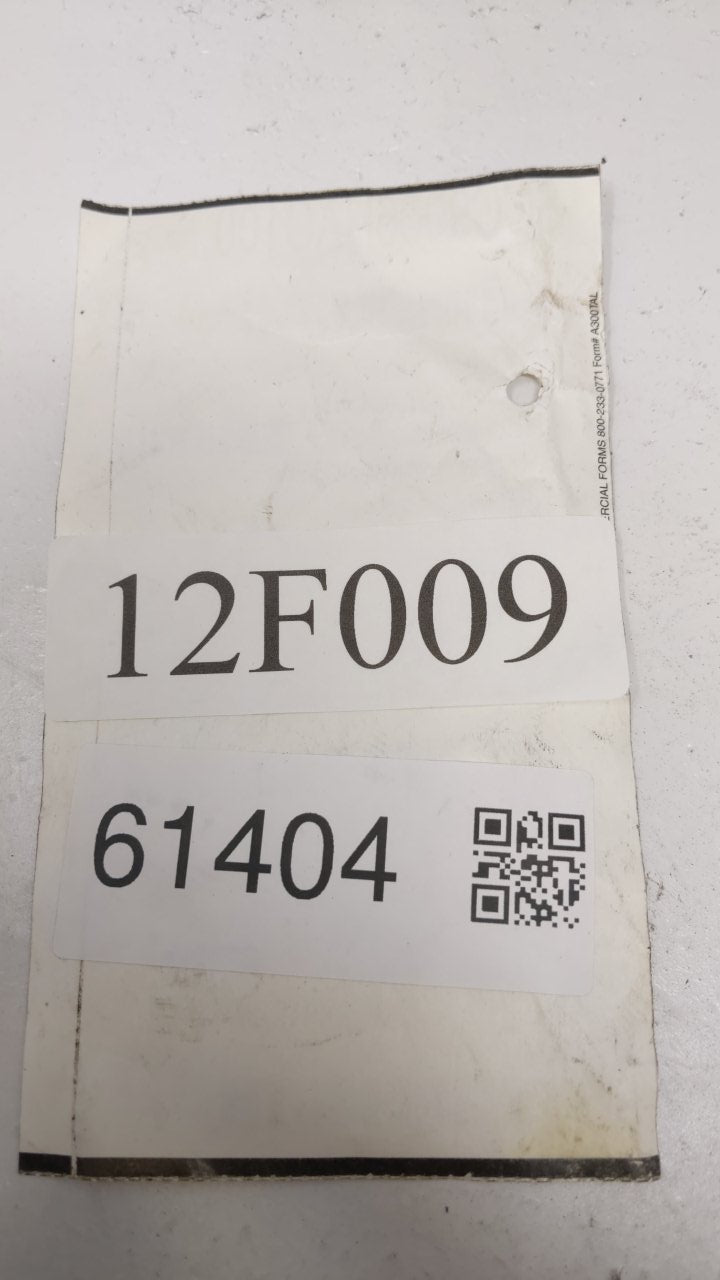 RCIAL FORMS 800-233-0771 Form# A300TAL
12F009
61404